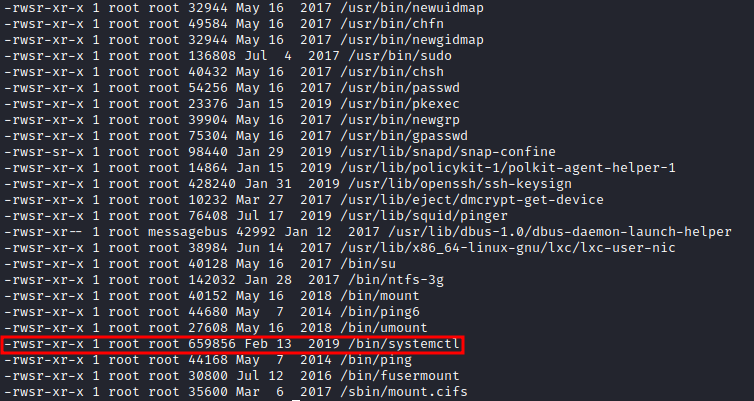 -rwsr-xr-x 1 root root 32944 May 16  2017 /usr/bin/newuidmap
-rwsr-xr-x 1 root root 49584 May 16  2017 /usr/bin/chfn
-rwsr-xr-x 1 root root 32944 May 16  2017 /usr/bin/newgidmap
-rwsr-xr-x 1 root root 136808 Jul  4  2017 /usr/bin/sudo
-rwsr-xr-x 1 root root 40432 May 16  2017 /usr/bin/chsh
-rwsr-xr-x 1 root root 54256 May 16  2017 /usr/bin/passwd
-rwsr-xr-x 1 root root 23376 Jan 15  2019 /usr/bin/pkexec
-rwsr-xr-x 1 root root 39904 May 16  2017 /usr/bin/newgrp
-rwsr-xr-x 1 root root 75304 May 16  2017 /usr/bin/gpasswd
-rwsr-sr-x 1 root root 98440 Jan 29  2019 /usr/lib/snapd/snap-confine
-rwsr-xr-x 1 root root 14864 Jan 15  2019 /usr/lib/policykit-1/polkit-agent-helper-1
-rwsr-xr-x 1 root root 428240 Jan 31  2019 /usr/lib/openssh/ssh-keysign
-rwsr-xr-x 1 root root 10232 Mar 27  2017 /usr/lib/eject/dmcrypt-get-device
-rwsr-xr-x 1 root root 76408 Jul 17  2019 /usr/lib/squid/pinger
-rwsr-xr-- 1 root messagebus 42992 Jan 12  2017 /usr/lib/dbus-1.0/dbus-daemon-launch-helper
-rwsr-xr-x 1 root root 38984 Jun 14  2017 /usr/lib/x86_64-linux-gnu/lxc/lxc-user-nic
-rwsr-xr-x 1 root root 40128 May 16  2017 /bin/su
-rwsr-xr-x 1 root root 142032 Jan 28  2017 /bin/ntfs-3g
-rwsr-xr-x 1 root root 40152 May 16  2018 /bin/mount
-rwsr-xr-x 1 root root 44680 May  7  2014 /bin/ping6
-rwsr-xr-x 1 root root 27608 May 16  2018 /bin/umount
-rwsr-xr-x 1 root root 659856 Feb 13  2019 /bin/systemctl
-rwsr-xr-x 1 root root 44168 May  7  2014 /bin/ping
-rwsr-xr-x 1 root root 30800 Jul 12  2016 /bin/fusermount
-rwsr-xr-x 1 root root 35600 Mar  6  2017 /sbin/mount.cifs